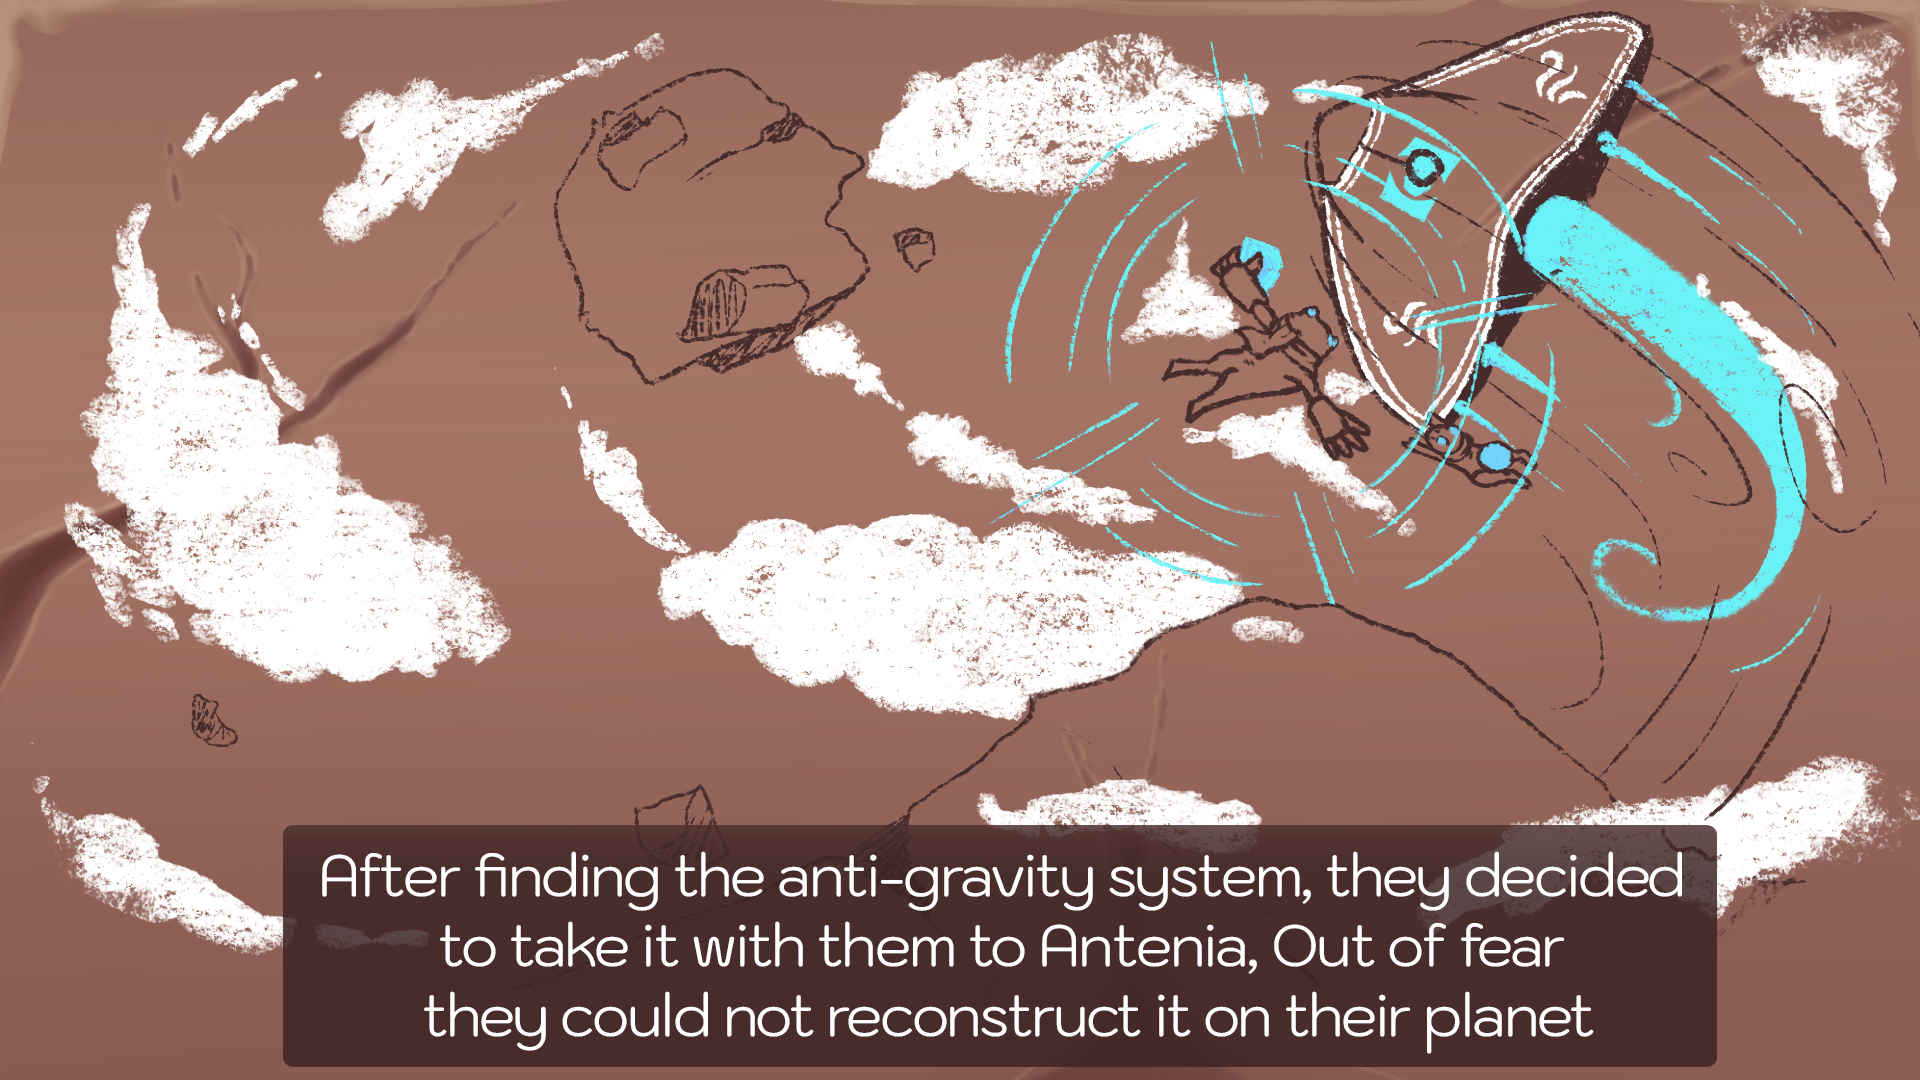 After finding the anti-gravity system, they decided
to take it with them to Antenia, Out of fear
they could not reconstruct it on their planet